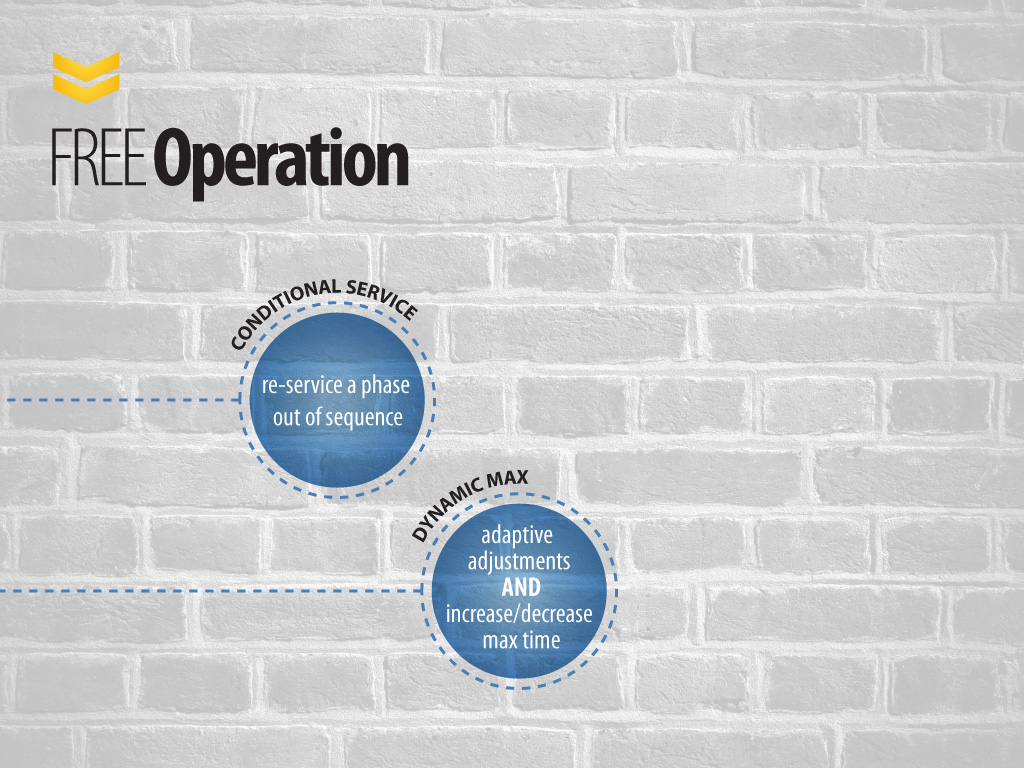 FREE Operation
CONDITIONAL SERVICE
re-service a phase
out of sequence
DYNAMIC MAX
adaptive
adjustments
AND
increase/decrease
max time